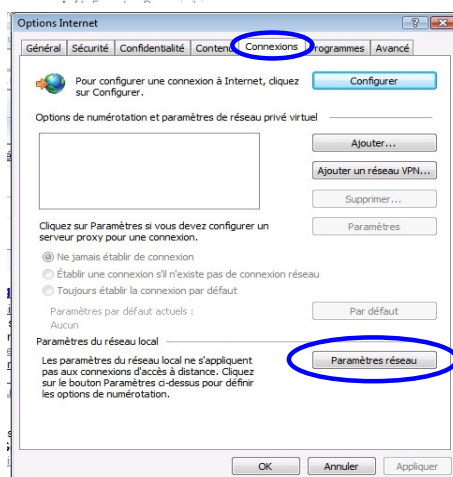 Options Internet
Général Sécurité Confidentialité Contenu Connexions Programmes Avancé
Pour configurer une connexion à Internet, cliquez
sur Configurer.
Configurer
Options de numérotation et paramètres de réseau privé virtuel
Ajouter...
Ajouter un réseau VPN...
Supprimer...
Cliquez sur Paramètres si vous devez configurer un
serveur proxy pour une connexion.
Paramètres
Ne jamais établir de connexion
Établir une connexion s'il n'existe pas de connexion réseau
Toujours établir la connexion par défaut
Paramètres par défaut actuels :
Aucun
Par défaut
Paramètres du réseau local
Les paramètres du réseau local ne s'appliquent
pas aux connexions d'accès à distance. Cliquez
sur le bouton Paramètres ci-dessus pour définir
les options de numérotation.
Paramètres réseau
OK Annuler Appliquer